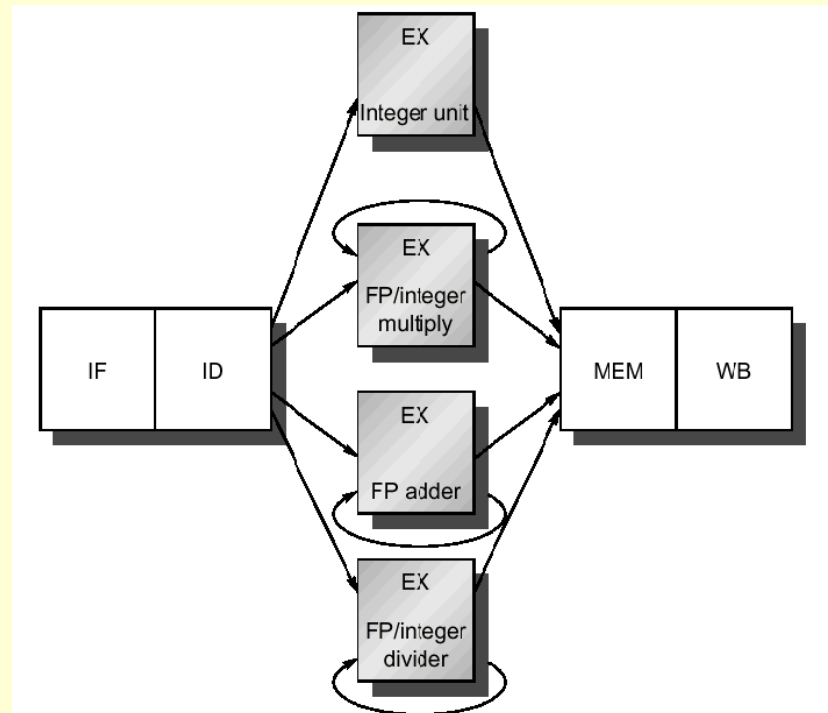 EX
Integer unit
EX
FP/integer
multiply
IF
ID
MEM
WB
EX
FP adder
EX
FP/integer
divider